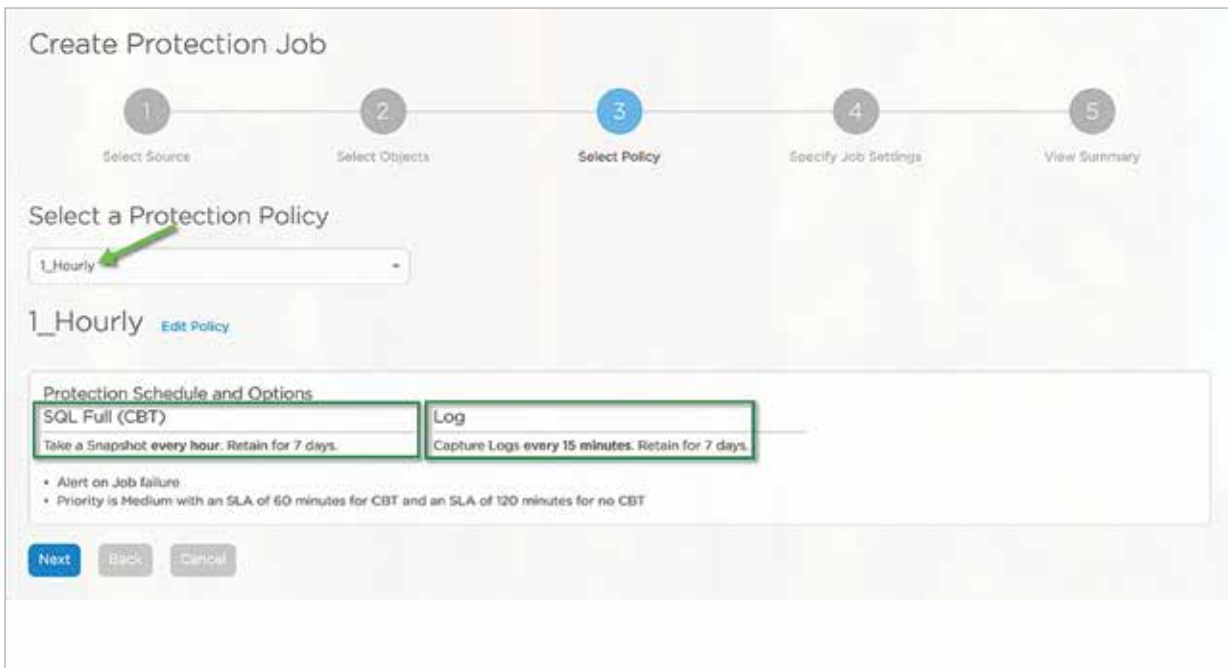 Create Protection Job
1
2
3
4
5
Select Source
Select Objects
Select Policy
Specify Job Settings
View Summary
Select a Protection Policy
1_Hourly
1_Hourly Edit Policy
Protection Schedule and Options
SQL Full (CBT)
Log
Take a Snapshot every hour. Retain for 7 days.
Capture Logs every 15 minutes. Retain for 7 days.
• Alert on Job failure
• Priority is Medium with an SLA of 60 minutes for CBT and an SLA of 120 minutes for no CBT
Next Back Cancel